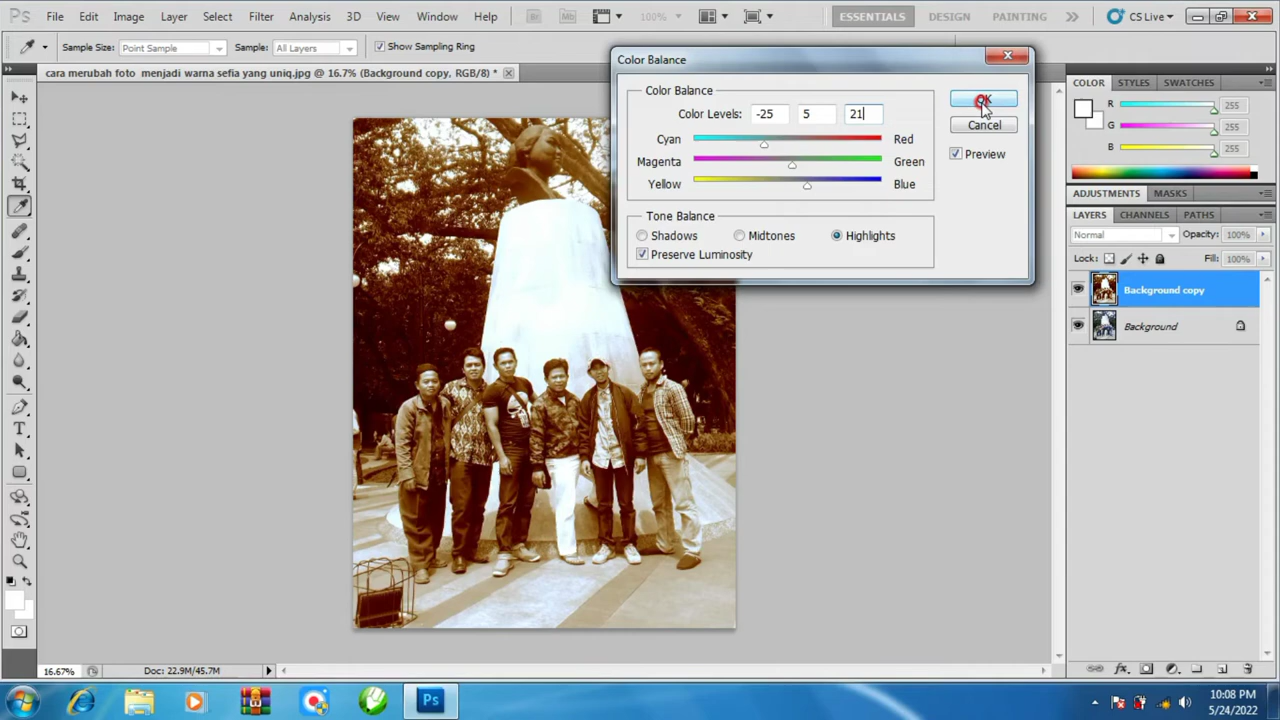 Ps File Edit Image Layer Select Filter Analysis 3D View Window Help Br Mb 100% ESSENTIALS DESIGN PAINTING CS Live
Sample Size: Point Sample Sample: All Layers Show Sampling Ring
cara merubah foto menjadi warna sefia yang uniq.jpg @ 16.7% (Background copy, RGB/8) *
Color Balance
Color Balance
Color Levels: -25 5 21
Cyan Red
Magenta Green
Yellow Blue
Tone Balance
Shadows Midtones Highlights
Preserve Luminosity
OK
Cancel
Preview
COLOR STYLES SWATCHES
R 255
G 255
B 255
ADJUSTMENTS MASKS
LAYERS CHANNELS PATHS
Normal Opacity: 100%
Lock: Fill: 100%
Background copy
Background
fx
16.67% Doc: 22.9M/45.7M
Ps
10:08 PM
5/24/2022